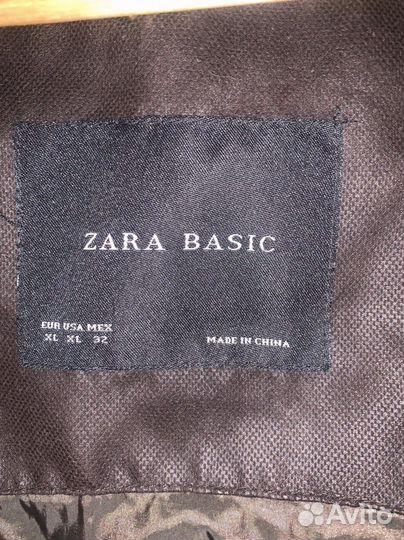 ZARA BASIC
EUR USA MEX
XL XL 32
MADE IN CHINA
Avito